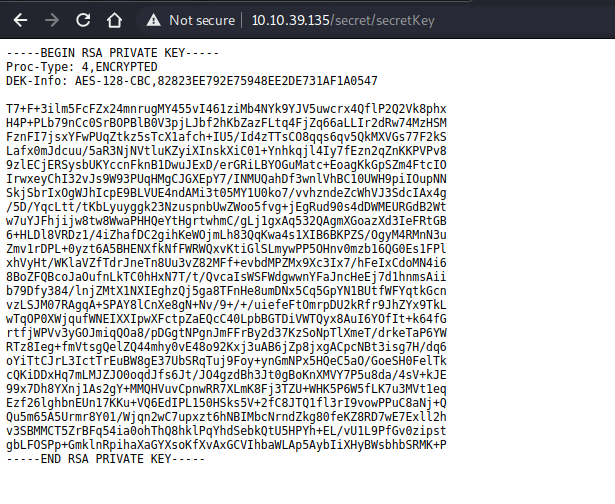 Not secure | 10.10.39.135/secret/secretKey
-----BEGIN RSA PRIVATE KEY-----
Proc-Type: 4,ENCRYPTED
DEK-Info: AES-128-CBC,82823EE792E75948EE2DE731AF1A0547

T7+F+3ilm5FcFZx24mnrugMY455vI461ziMb4NYk9YJV5uwcrx4QflP2Q2Vk8phx
H4P+PLb79nCc0SrBOPBlB0V3pjLJbf2hKbZazFLtq4FjZq66aLLIr2dRw74MzHSM
FznFI7jsxYFwPUqZtkz5sTcX1afch+IU5/Id4zTTsCO8qqs6qv5QkMXVGs77F2kS
Lafx0mJdcuu/5aR3NjNVtluKZyiXInskXiC01+Ynhkqjl4Iy7fEzn2qZnKKPVPv8
9zlECjERSysbUKYccnFknB1DwuJExD/erGRiLBYOGuMatc+EoagKkGpSZm4FtcIO
IrwxeyChI32vJs9W93PUqHMgCJGXEpY7/INMUQahDf3wnlVhBC10UWH9piIOupNN
SkjSbrIxOgWJhIcpE9BLVUE4ndAMi3t05MY1U0ko7/vvhzndeZcWhVJ3SdcIAx4g
/5D/YqcLtt/tKbLyuyggk23NzuspnbUwZWoo5fvg+jEgRud90s4dDWMEURGdB2Wt
w7uYJFhjijw8tw8WwaPHHQeYtHgrtwhmC/gLj1gxAq532QAgmXGoazXd3IeFRtGB
6+HLDl8VRDz1/4iZhafDC2gihKeWOjmLh83QqKwa4s1XIB6BKPZS/OgyM4RMnN3u
Zmv1rDPL+0yzt6A5BHENXfkNfFWRWQxvKtiGlSLmywPP5OHnv0mzb16QG0Es1FPl
xhVyHt/WKlaVZfTdrJneTn8Uu3vZ82MFf+evbdMPZMx9Xc3Ix7/hFeIxCdoMN4i6
8BoZFQBcoJaOufnLkTC0hHxN7T/t/QvcaIsWSFWdgwwnYFaJncHeEj7d1hnmsAii
b79Dfy384/lnjZMtX1NXIEghzQj5ga8TFnHe8umDNx5Cq5GpYN1BUtfWFYqtkGcn
vzLSJM07RAgqA+SPAY8lCnXe8gN+Nv/9+/+/uiefeFtOmrpDU2kRfr9JhZYx9TkL
wTqOP0XWjqufWNEIXXIpwXFctpZaEQcC40LpbBGTDiVWTQyx8AuI6YOfIt+k64fG
rtfjWPVv3yGOJmiqQOa8/pDGgtNPgnJmFFrBy2d37KzSoNpTlXmeT/drkeTaP6YW
RTz8Ieg+fmVtsgQelZQ44mhy0vE48o92Kxj3uAB6jZp8jxgACpcNBt3isg7H/dq6
oYiTtCJrL3IctTrEuBW8gE37UbSRqTuj9Foy+ynGmNPx5HQeC5aO/GoeSH0FelTk
cQKiDDxHq7mLMJZJO0oqdJfs6Jt/JO4gzdBh3Jt0gBoKnXMVY7P5u8da/4sV+kJE
99x7Dh8YXnj1As2gY+MMQHVuvCpnwRR7XLmK8Fj3TZU+WHK5P6W5fLK7u3MVt1eq
Ezf26lghbnEUn17KKu+VQ6EdIPL150HSks5V+2fC8JTQ1fl3rI9vowPPuC8aNj+Q
Qu5m65A5Urmr8Y01/Wjqn2wC7upxzt6hNBIMbcNrndZkg80feKZ8RD7wE7Exll2h
v3SBMMCT5ZrBFq54ia0ohThQ8hklPqYhdSebkQtU5HPYh+EL/vU1L9PfGv0zipst
gbLFOSPp+GmklnRpihaXaGYXsoKfXvAxGCVIhbaWLAp5AybIiXHyBWsbhbSRMK+P
-----END RSA PRIVATE KEY-----